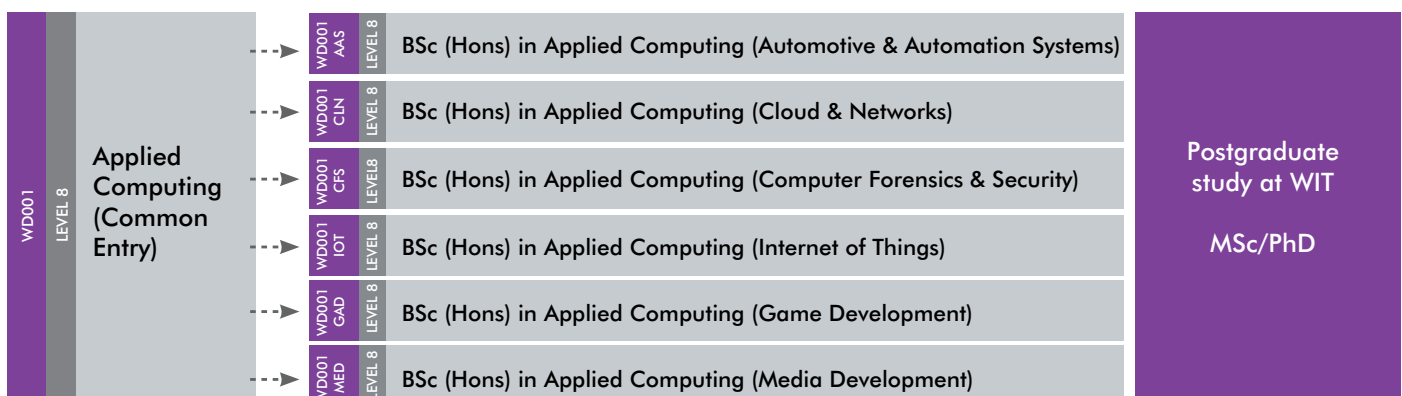 WD001
LEVEL 8
Applied
Computing
(Common
Entry)
WD001
AAS
LEVEL 8
BSc (Hons) in Applied Computing (Automotive & Automation Systems)
WD001
CLN
LEVEL 8
BSc (Hons) in Applied Computing (Cloud & Networks)
WD001
CFS
LEVEL8
BSc (Hons) in Applied Computing (Computer Forensics & Security)
WD001
IOT
LEVEL 8
BSc (Hons) in Applied Computing (Internet of Things)
WD001
GAD
LEVEL 8
BSc (Hons) in Applied Computing (Game Development)
WD001
MED
LEVEL 8
BSc (Hons) in Applied Computing (Media Development)
Postgraduate
study at WIT
MSc/PhD